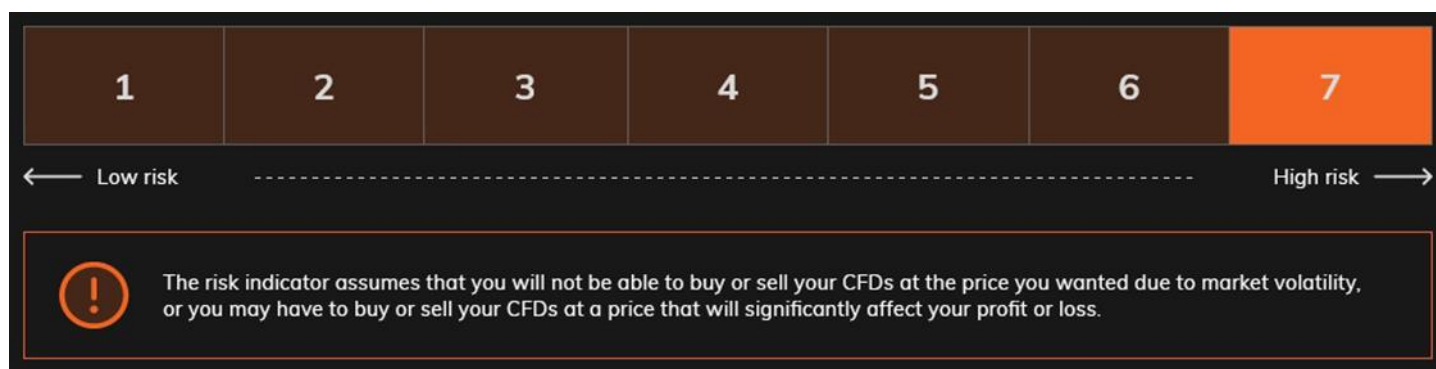 1 2 3 4 5 6 7
Low risk High risk
The risk indicator assumes that you will not be able to buy or sell your CFDs at the price you wanted due to market volatility,
or you may have to buy or sell your CFDs at a price that will significantly affect your profit or loss.